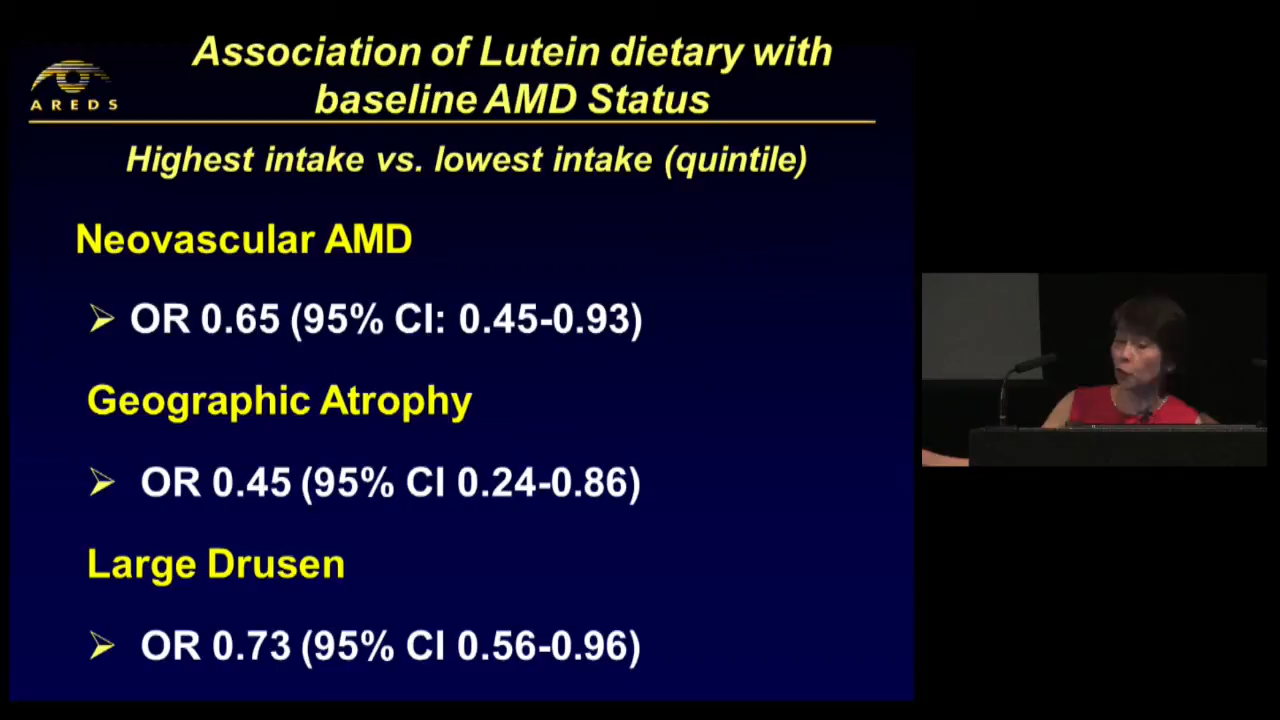 Association of Lutein dietary with
baseline AMD Status
AREDS
Highest intake vs. lowest intake (quintile)
Neovascular AMD
OR 0.65 (95% CI: 0.45-0.93)
Geographic Atrophy
OR 0.45 (95% CI 0.24-0.86)
Large Drusen
OR 0.73 (95% CI 0.56-0.96)